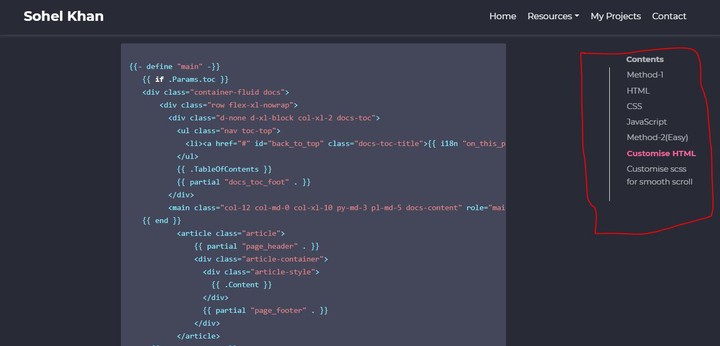 Sohel Khan
Home Resources My Projects Contact
{{- define "main" -}}
{{ if .Params.toc }}
<div class="container-fluid docs">
<div class="row flex-xl-nowrap">
<div class="d-none d-xl-block col-xl-2 docs-toc">
<ul class="nav toc-top">
<li><a href="#" id="back_to_top" class="docs-toc-title">{{ i18n "on_this_p
</ul>
{{ .TableOfContents }}
{{ partial "docs_toc_foot" . }}
</div>
<main class="col-12 col-md-0 col-xl-10 py-md-3 pl-md-5 docs-content" role="mai
{{ end }}
<article class="article">
{{ partial "page_header" . }}
<div class="article-container">
<div class="article-style">
{{ .Content }}
</div>
{{ partial "page_footer" . }}
</div>
</article>
Contents
Method-1
HTML
CSS
JavaScript
Method-2(Easy)
Customise HTML
Customise scss
for smooth scroll